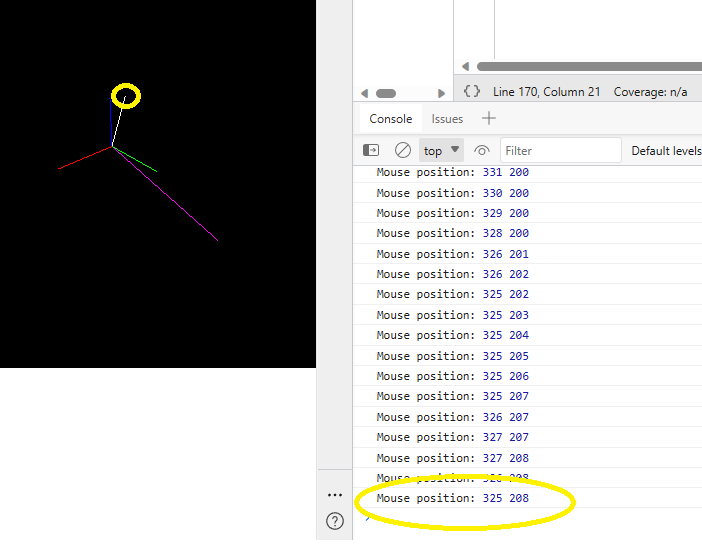 {} Line 170, Column 21 Coverage: n/a
Console Issues
top Filter Default levels
Mouse position: 331 200
Mouse position: 330 200
Mouse position: 329 200
Mouse position: 328 200
Mouse position: 326 201
Mouse position: 326 202
Mouse position: 325 202
Mouse position: 325 203
Mouse position: 325 204
Mouse position: 325 205
Mouse position: 325 206
Mouse position: 325 207
Mouse position: 326 207
Mouse position: 327 207
Mouse position: 327 208
Mouse position: 326 208
Mouse position: 325 208